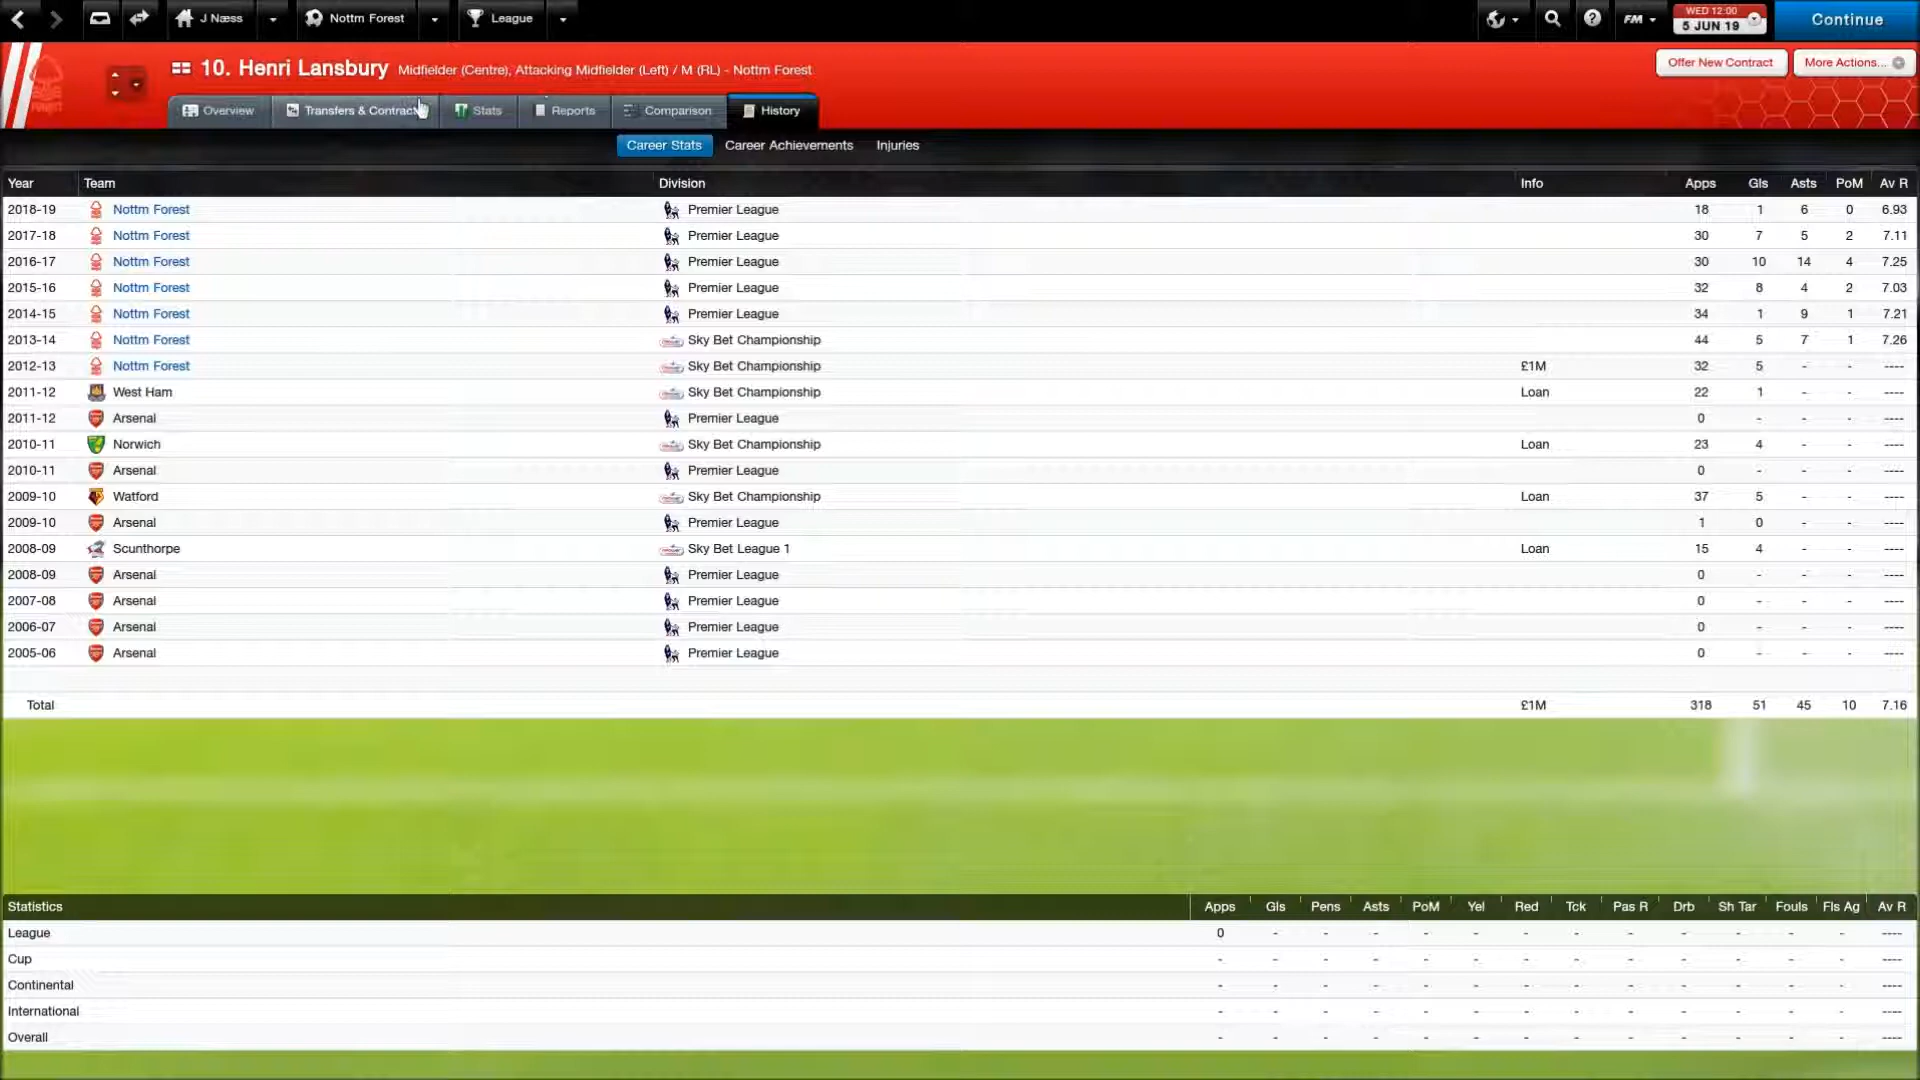 J Næss Nottm Forest League FM WED 12:00 5 JUN 19 Continue
10. Henri Lansbury Midfielder (Centre), Attacking Midfielder (Left) / M (RL) - Nottm Forest Offer New Contract More Actions...
Overview Transfers & Contract Stats Reports Comparison History
Career Stats Career Achievements Injuries
Year Team Division Info Apps Gls Asts PoM Av R
2018-19 Nottm Forest Premier League 18 1 6 0 6.93
2017-18 Nottm Forest Premier League 30 7 5 2 7.11
2016-17 Nottm Forest Premier League 30 10 14 4 7.25
2015-16 Nottm Forest Premier League 32 8 4 2 7.03
2014-15 Nottm Forest Premier League 34 1 9 1 7.21
2013-14 Nottm Forest Sky Bet Championship 44 5 7 1 7.26
2012-13 Nottm Forest Sky Bet Championship £1M 32 5 - - ----
2011-12 West Ham Sky Bet Championship Loan 22 1 - - ----
2011-12 Arsenal Premier League 0 - - - ----
2010-11 Norwich Sky Bet Championship Loan 23 4 - - ----
2010-11 Arsenal Premier League 0 - - - ----
2009-10 Watford Sky Bet Championship Loan 37 5 - - ----
2009-10 Arsenal Premier League 1 0 - - ----
2008-09 Scunthorpe Sky Bet League 1 Loan 15 4 - - ----
2008-09 Arsenal Premier League 0 - - - ----
2007-08 Arsenal Premier League 0 - - - ----
2006-07 Arsenal Premier League 0 - - - ----
2005-06 Arsenal Premier League 0 - - - ----
Total £1M 318 51 45 10 7.16
Statistics Apps Gls Pens Asts PoM Yel Red Tck Pas R Drb Sh Tar Fouls Fls Ag Av R
League 0 - - - - - - - - - - - - ----
Cup - - - - - - - - - - - - - ----
Continental - - - - - - - - - - - - - ----
International - - - - - - - - - - - - - ----
Overall - - - - - - - - - - - - - ----